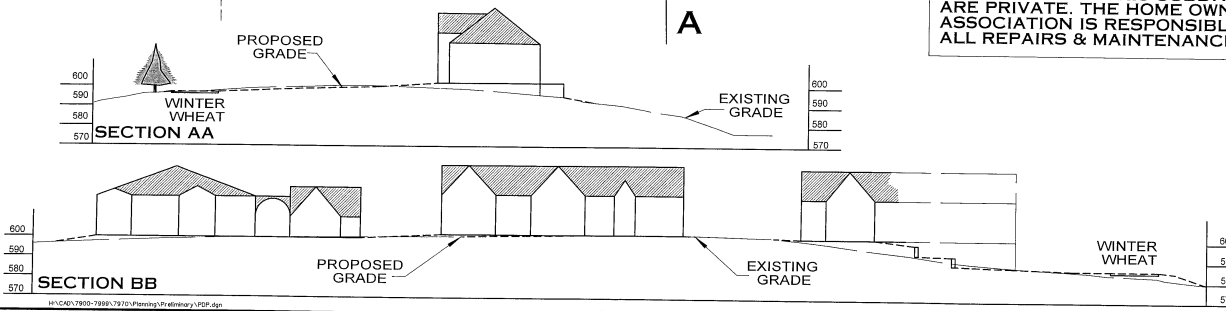 ARE PRIVATE. THE HOME OWN
ASSOCIATION IS RESPONSIBL
ALL REPAIRS & MAINTENANCE
A
PROPOSED
GRADE
600
590
580
570
WINTER
WHEAT
SECTION AA
EXISTING
GRADE
600
590
580
570
600
590
580
570
SECTION BB
PROPOSED
GRADE
EXISTING
GRADE
WINTER
WHEAT
H:\CAD\7900-7999\7970\Planning\Preliminary\PDP.dgn